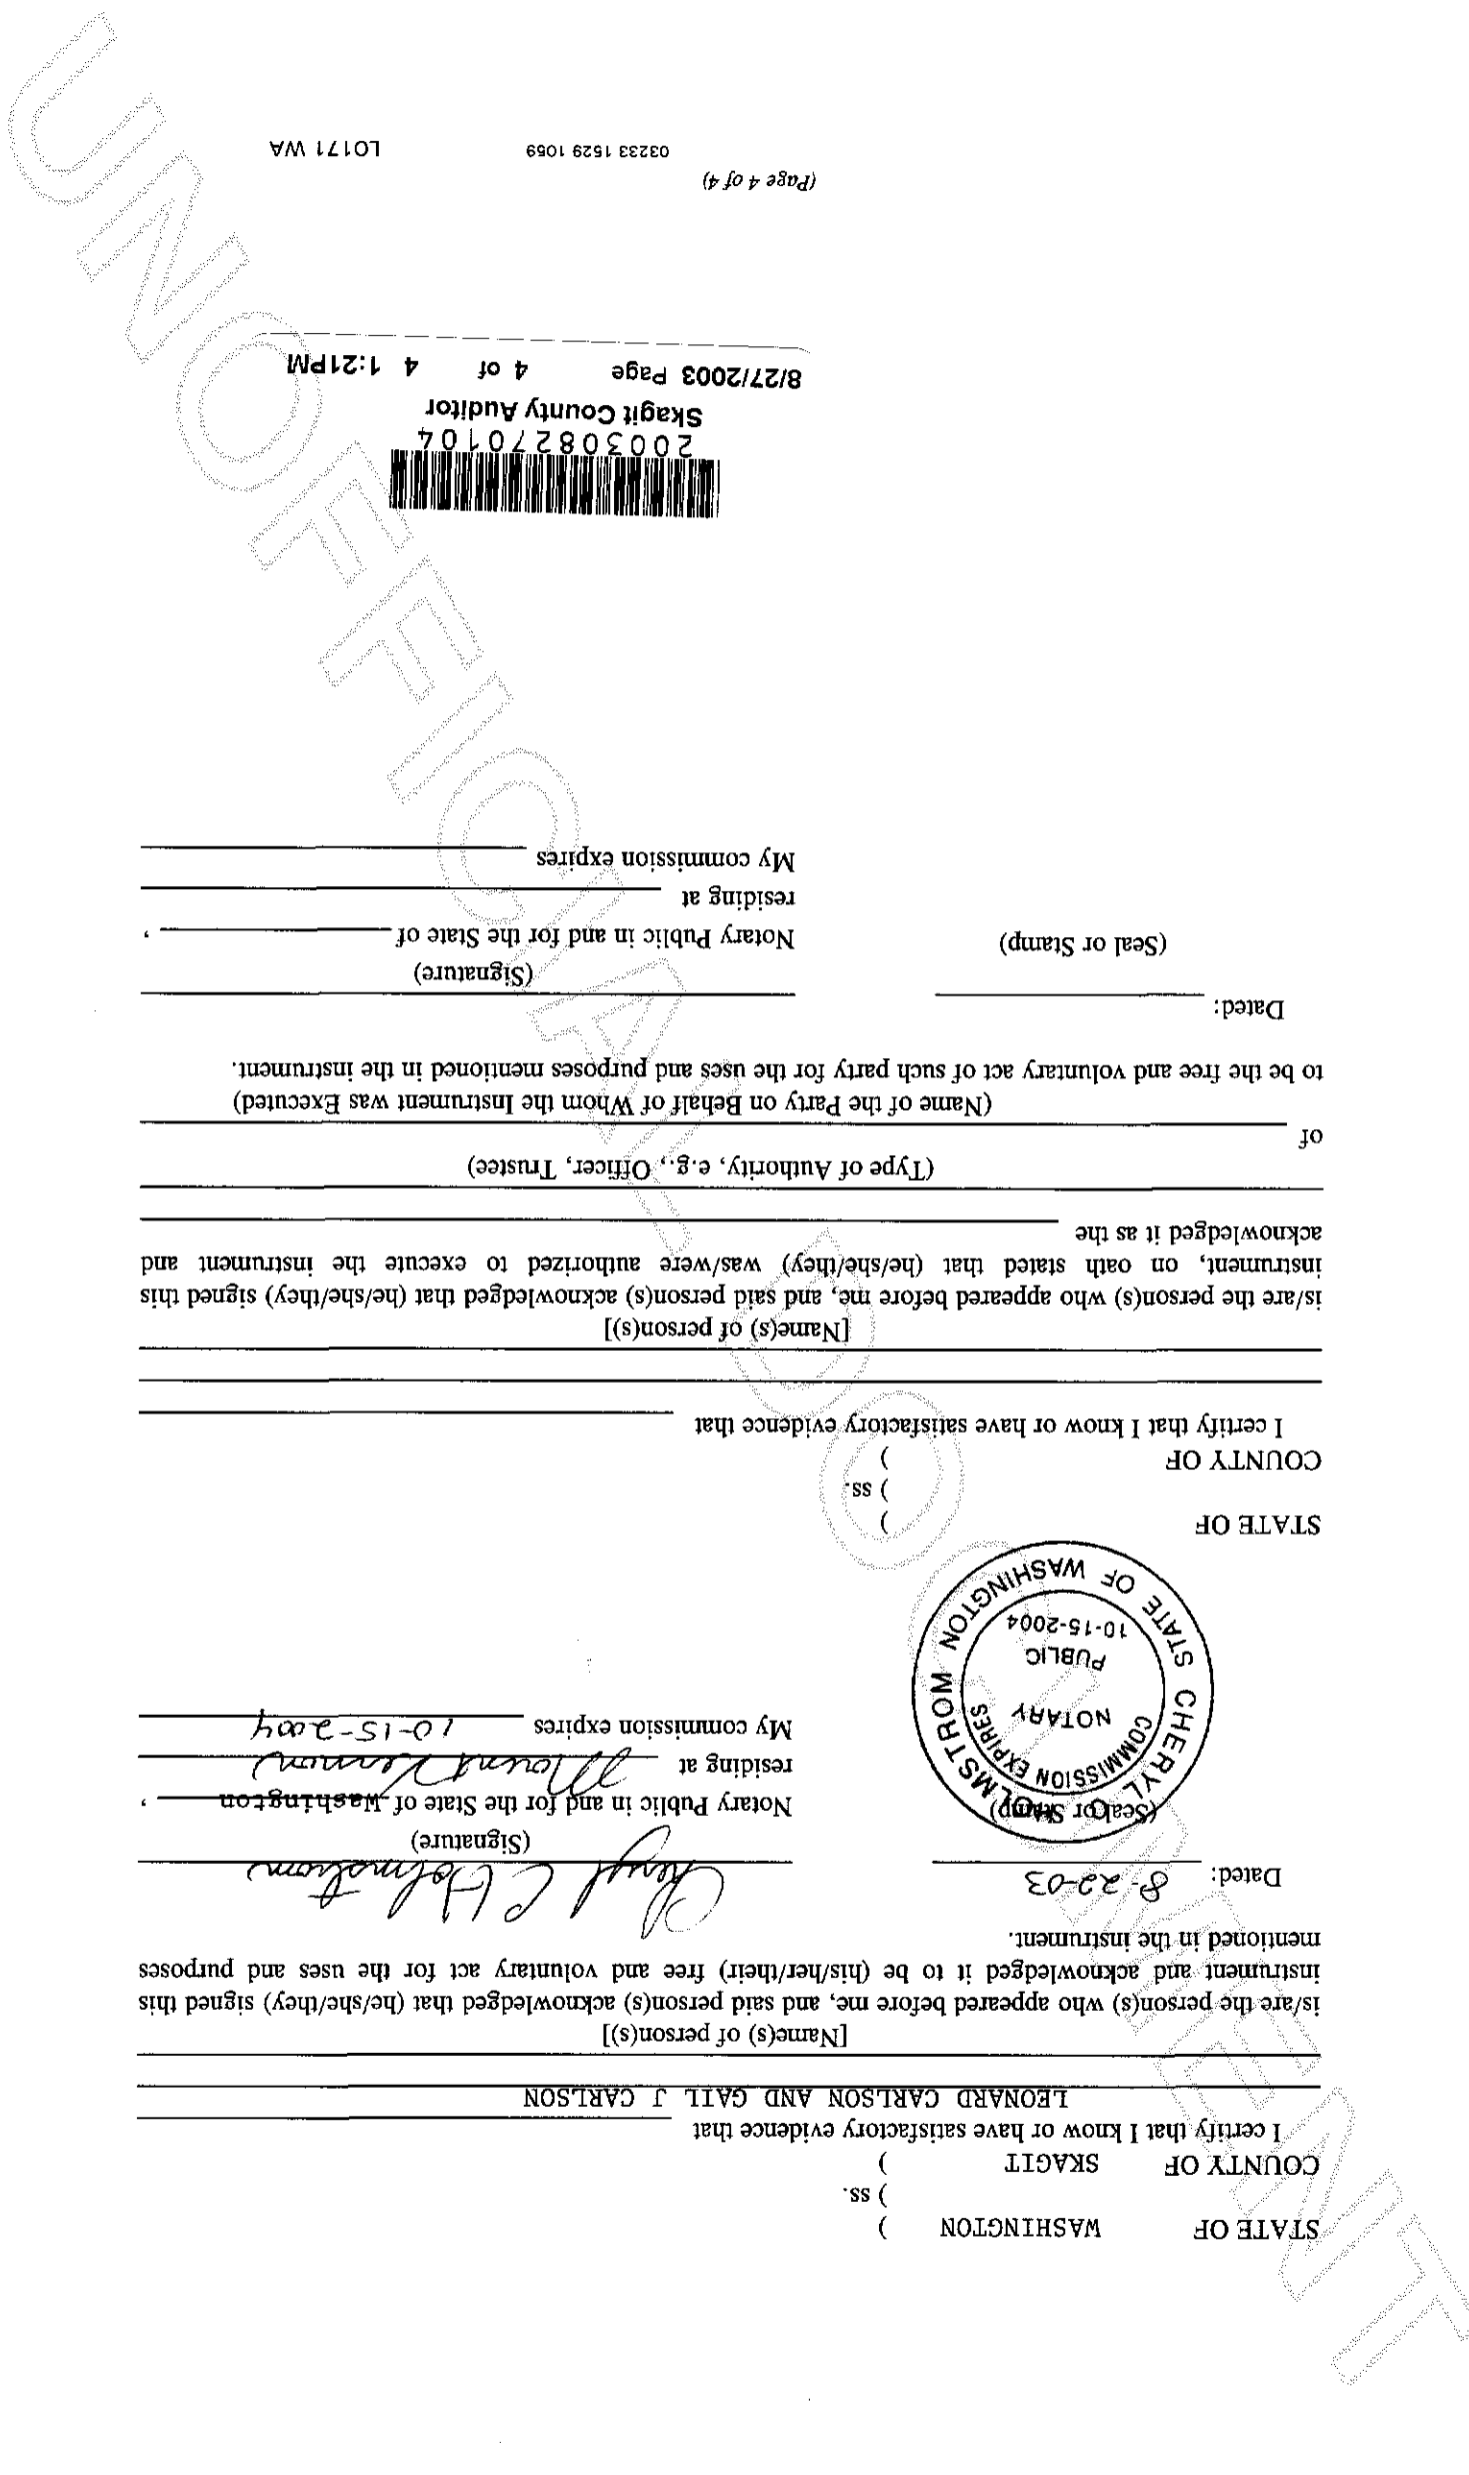 STATE OF WASHINGTON )
) ss.
COUNTY OF SKAGIT )
I certify that I know or have satisfactory evidence that
LEONARD CARLSON AND GAIL J CARLSON
[Name(s) of person(s)]
is/are the person(s) who appeared before me, and said person(s) acknowledged that (he/she/they) signed this
instrument and acknowledged it to be (his/her/their) free and voluntary act for the uses and purposes
mentioned in the instrument.
Dated: 8-22-03
Cheryl C Holmstrom
(Signature)
(Seal or Stamp)
Notary Public in and for the State of Washington,
residing at Mount Vernon
My commission expires 10-15-2004
CHERYL C. HOLMSTROM
COMMISSION EXPIRES
NOTARY
PUBLIC
10-15-2004
STATE OF WASHINGTON
STATE OF )
) ss.
COUNTY OF )
I certify that I know or have satisfactory evidence that
[Name(s) of person(s)]
is/are the person(s) who appeared before me, and said person(s) acknowledged that (he/she/they) signed this
instrument, on oath stated that (he/she/they) was/were authorized to execute the instrument and
acknowledged it as the
(Type of Authority, e.g., Officer, Trustee)
of
(Name of the Party on Behalf of Whom the Instrument was Executed)
to be the free and voluntary act of such party for the uses and purposes mentioned in the instrument.
Dated:
(Signature)
(Seal or Stamp)
Notary Public in and for the State of ,
residing at
My commission expires
200308270104
Skagit County Auditor
8/27/2003 Page 4 of 4 1:21PM
(Page 4 of 4)
03233 1529 1059
L0171 WA
UNOFFICIAL DOCUMENT